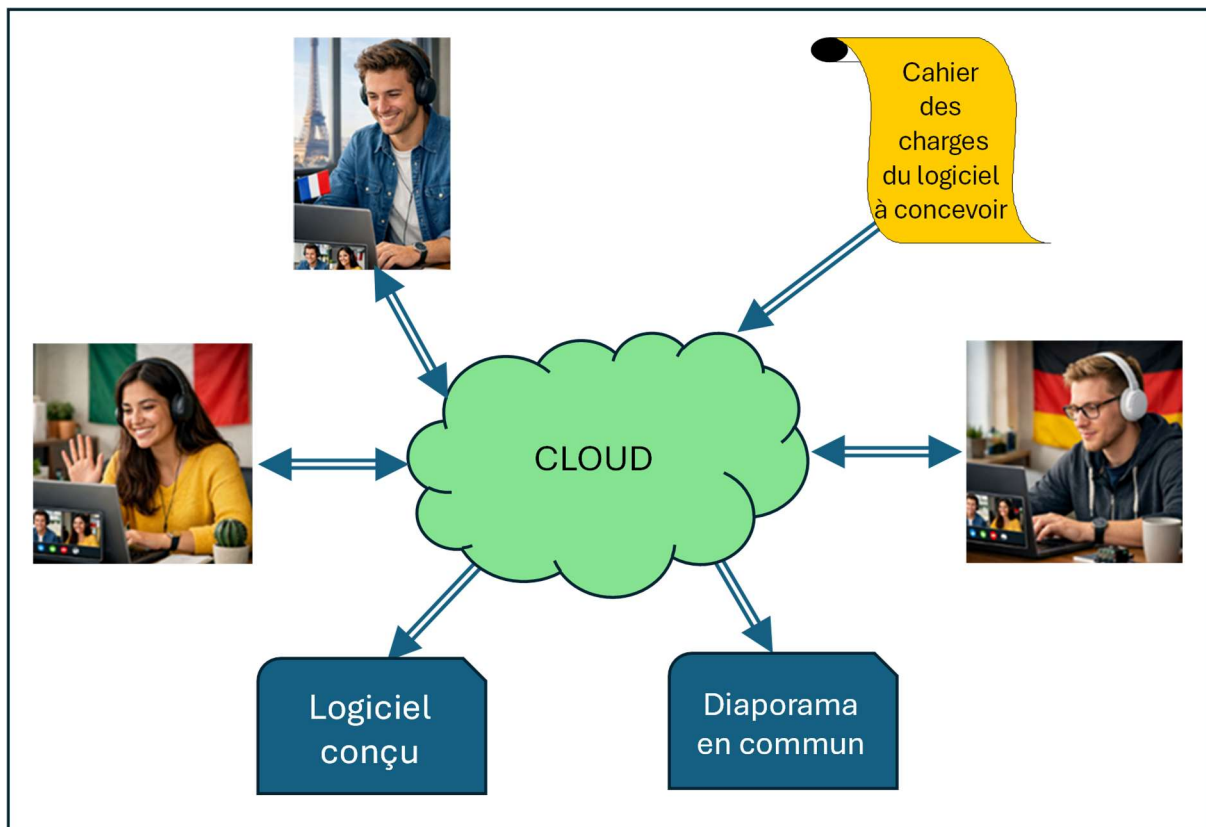 Cahier
des
charges
du logiciel
à concevoir
CLOUD
Logiciel
conçu
Diaporama
en commun